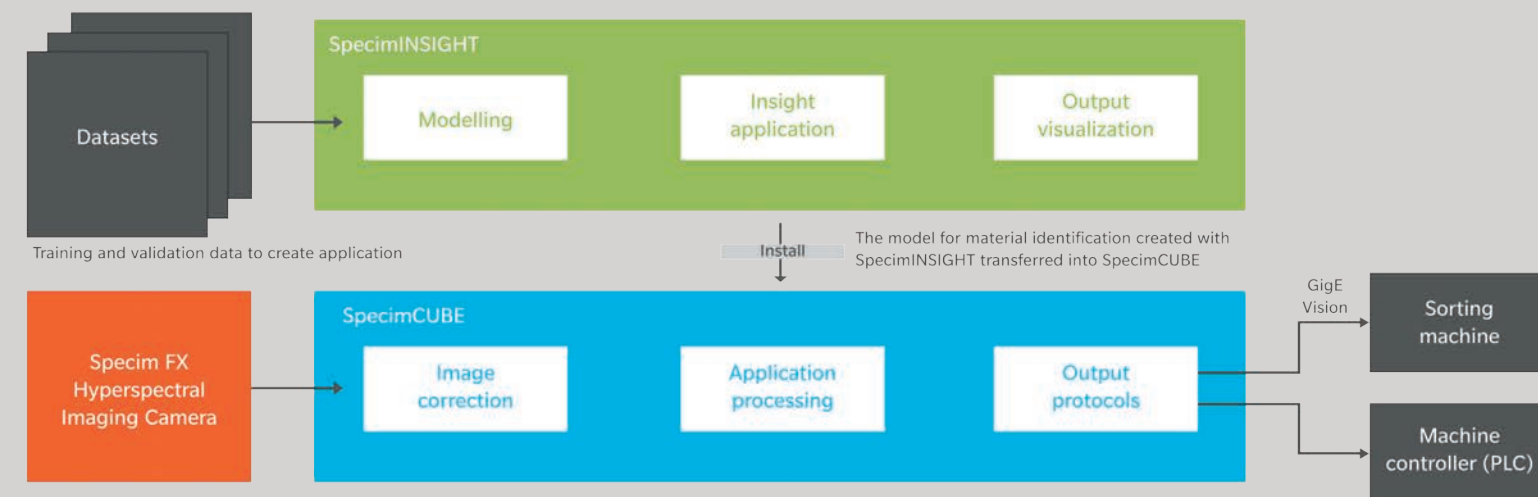 SpecimINSIGHT
Datasets
Modelling
Insight
application
Output
visualization
Training and validation data to create application
Install
The model for material identification created with
SpecimINSIGHT transferred into SpecimCUBE
SpecimCUBE
Specim FX
Hyperspectral
Imaging Camera
Image
correction
Application
processing
Output
protocols
GigE
Vision
Sorting
machine
Machine
controller (PLC)